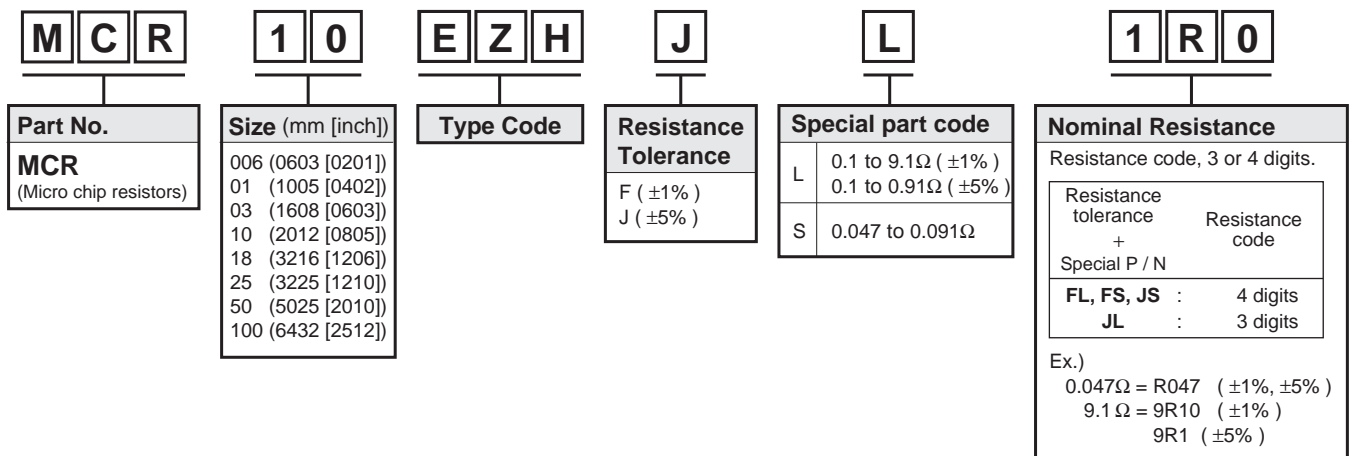 MCR 10 EZH J L 1R0
Part No.
MCR
(Micro chip resistors)
Size (mm [inch])
006 (0603 [0201])
01 (1005 [0402])
03 (1608 [0603])
10 (2012 [0805])
18 (3216 [1206])
25 (3225 [1210])
50 (5025 [2010])
100 (6432 [2512])
Type Code
Resistance
Tolerance
F ( ±1% )
J ( ±5% )
Special part code
L 0.1 to 9.1Ω ( ±1% )
0.1 to 0.91Ω ( ±5% )
S 0.047 to 0.091Ω
Nominal Resistance
Resistance code, 3 or 4 digits.
Resistance
tolerance
+
Special P / N
Resistance
code
FL, FS, JS : 4 digits
JL : 3 digits
Ex.)
0.047Ω = R047 ( ±1%, ±5% )
9.1 Ω = 9R10 ( ±1% )
9R1 ( ±5% )